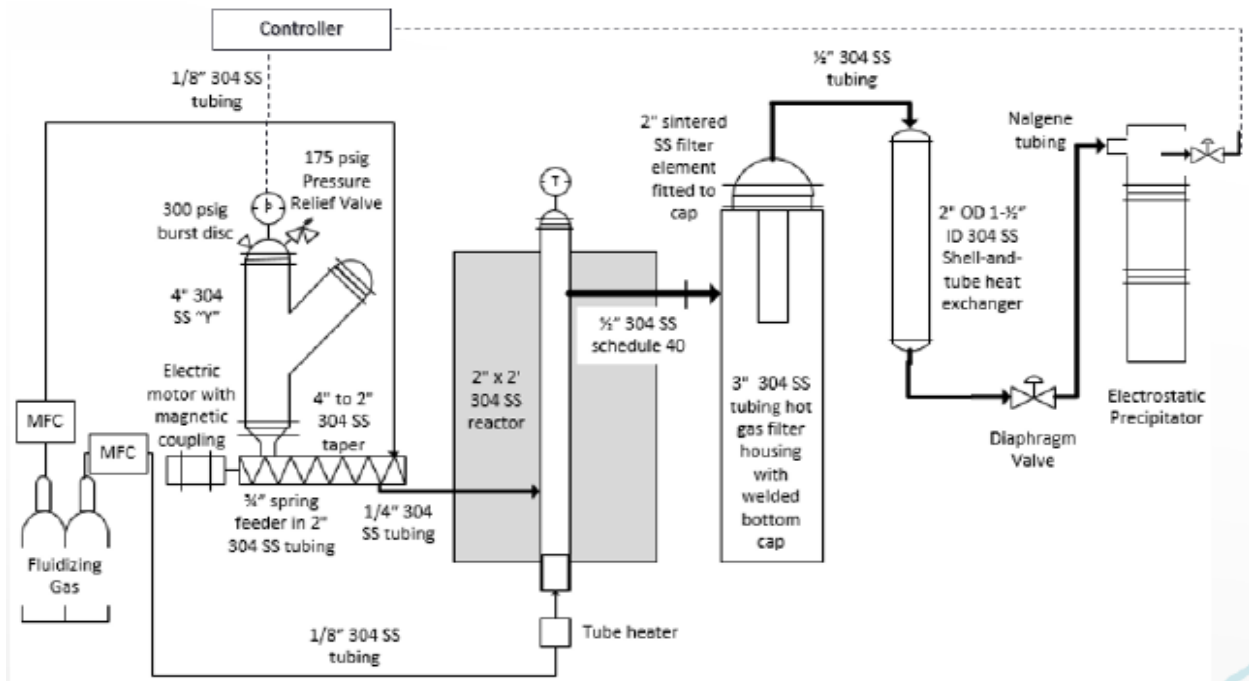 Controller
1/8" 304 SS
tubing
175 psig
Pressure
Relief Valve
300 psig
burst disc
P
4" 304
SS "Y"
Electric
motor with
magnetic
coupling
4" to 2"
304 SS
taper
MFC
MFC
¾" spring
feeder in 2"
304 SS tubing
1/4" 304
SS tubing
Fluidizing
Gas
1/8" 304 SS
tubing
T
2" x 2'
304 SS
reactor
Tube heater
½" 304 SS
schedule 40
2" sintered
SS filter
element
fitted to
cap
½" 304 SS
tubing
3" 304 SS
tubing hot
gas filter
housing
with
welded
bottom
cap
2" OD 1-½"
ID 304 SS
Shell-and-
tube heat
exchanger
Diaphragm
Valve
Nalgene
tubing
Electrostatic
Precipitator